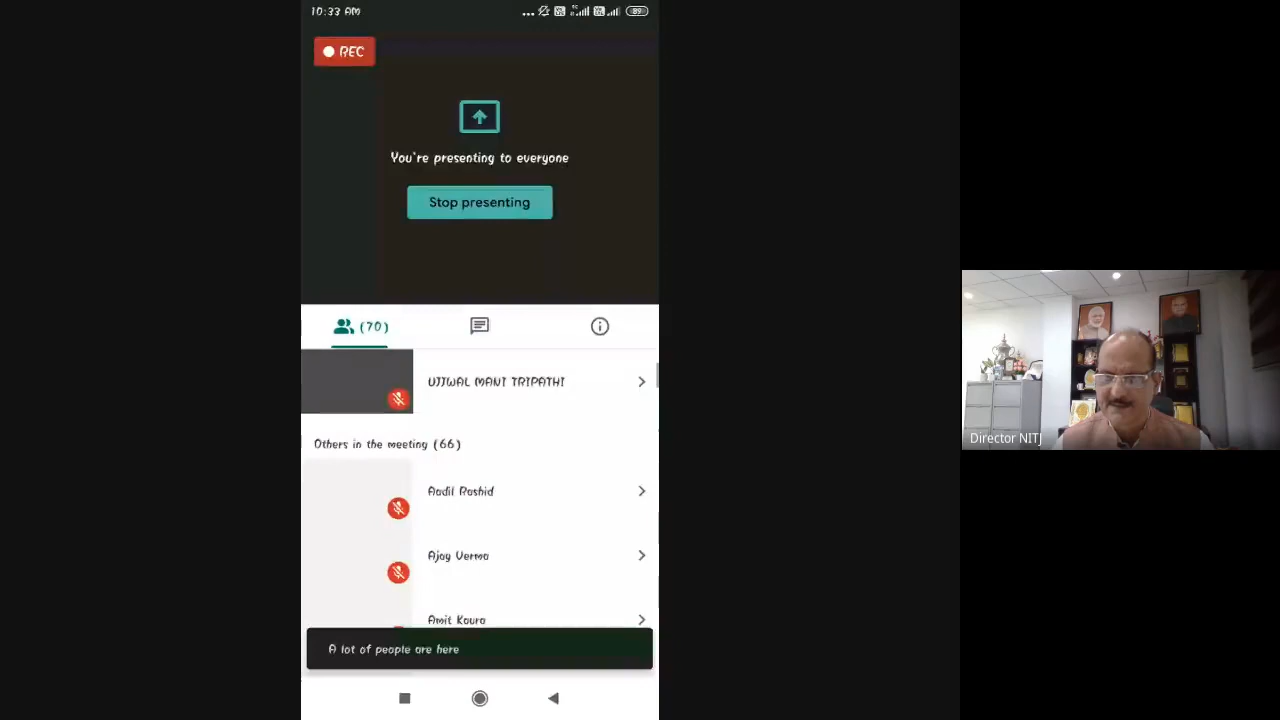 10:33 AM
89
REC
You're presenting to everyone
Stop presenting
(70)
UJJWAL MANI TRIPATHI
Others in the meeting (66)
Aadil Rashid
Ajay Verma
Amit Kaura
A lot of people are here
Director NITJ